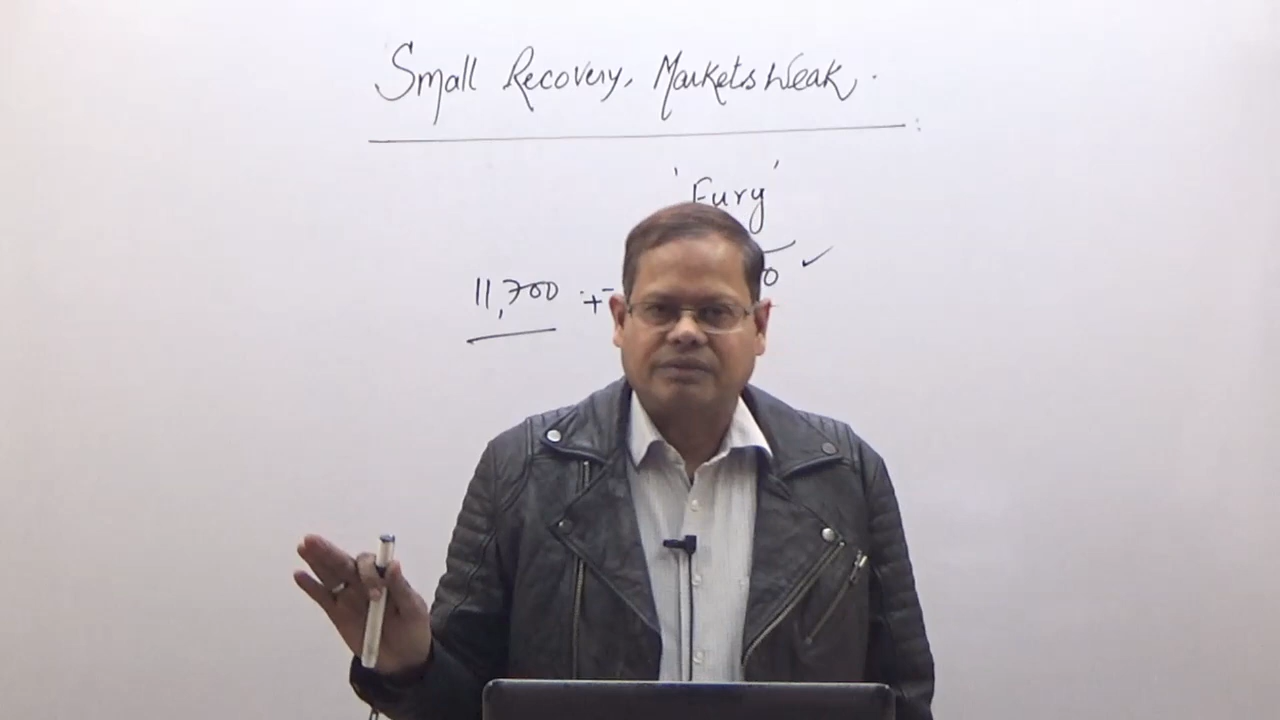 Small Recovery, Markets Weak.
'Fury'
11,700 +-